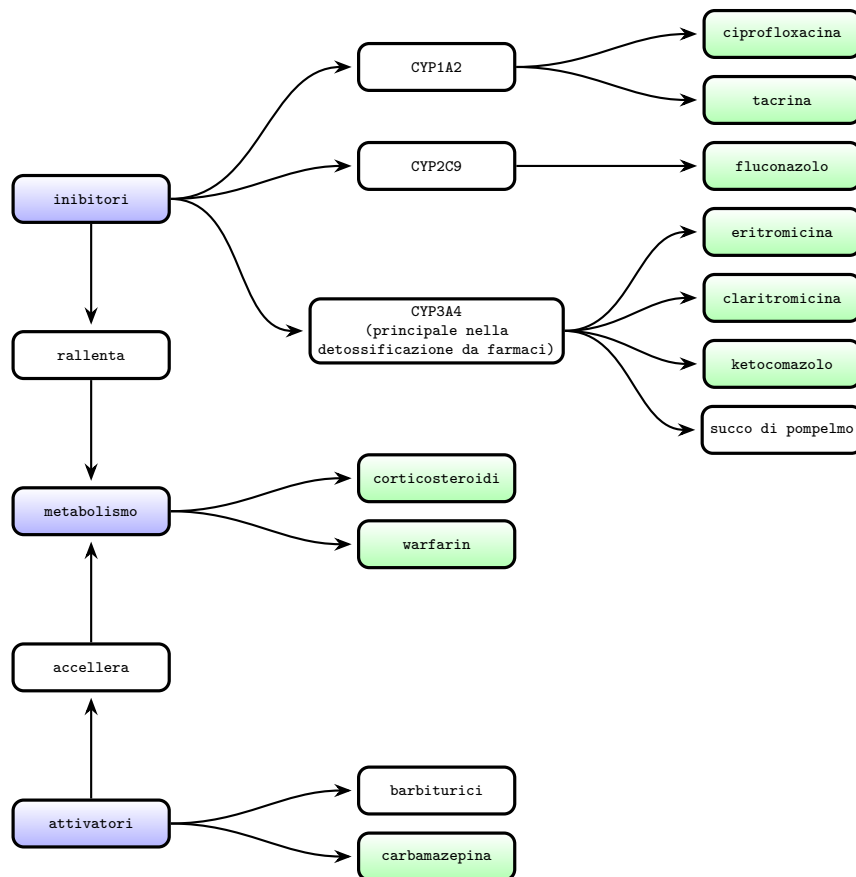 ciprofloxacina
CYP1A2
tacrina
CYP2C9
fluconazolo
inibitori
eritromicina
claritromicina
CYP3A4
(principale nella
detossificazione da farmaci)
rallenta
ketocomazolo
succo di pompelmo
corticosteroidi
metabolismo
warfarin
accellera
barbiturici
attivatori
carbamazepina